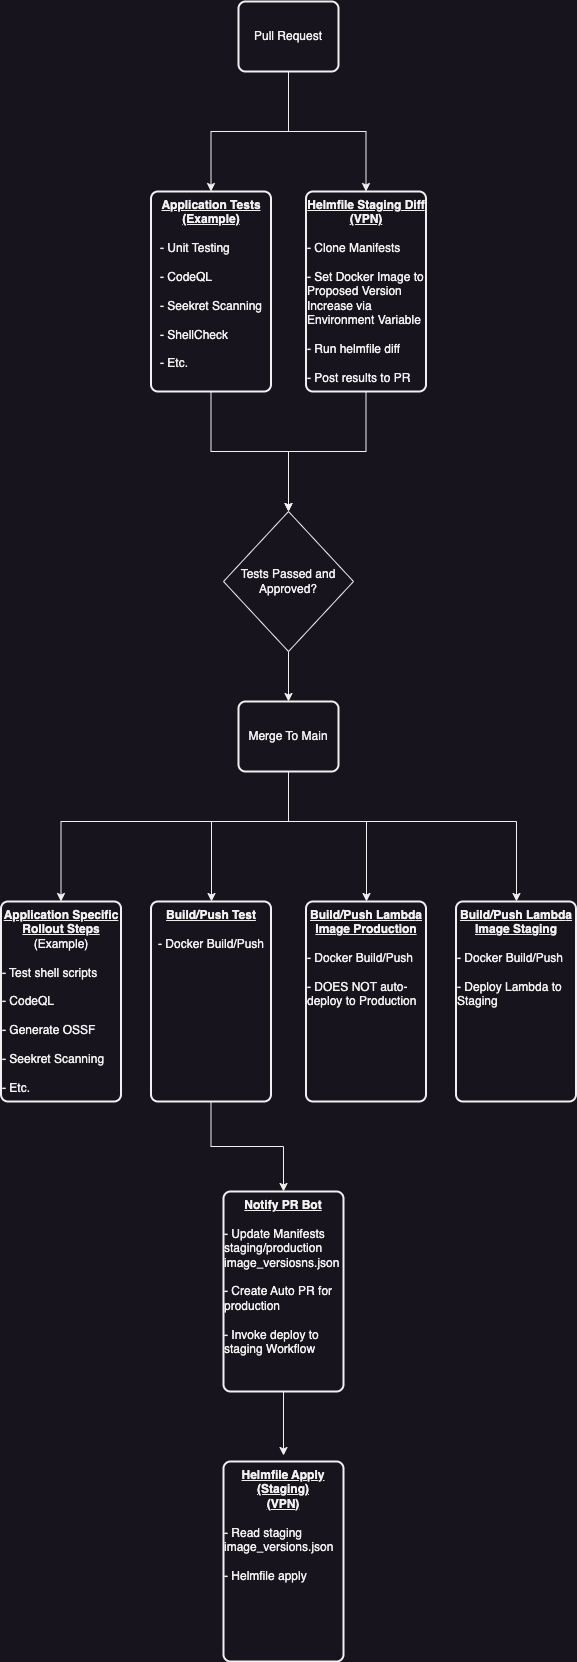 Pull Request
Application Tests
(Example)
- Unit Testing
- CodeQL
- Seekret Scanning
- ShellCheck
- Etc.
Helmfile Staging Diff
(VPN)
- Clone Manifests
- Set Docker Image to
Proposed Version
Increase via
Environment Variable
- Run helmfile diff
- Post results to PR
Tests Passed and
Approved?
Merge To Main
Application Specific
Rollout Steps
(Example)
- Test shell scripts
- CodeQL
- Generate OSSF
- Seekret Scanning
- Etc.
Build/Push Test
- Docker Build/Push
Build/Push Lambda
Image Production
- Docker Build/Push
- DOES NOT auto-
deploy to Production
Build/Push Lambda
Image Staging
- Docker Build/Push
- Deploy Lambda to
Staging
Notify PR Bot
- Update Manifests
staging/production
image_versiosns.json
- Create Auto PR for
production
- Invoke deploy to
staging Workflow
Helmfile Apply
(Staging)
(VPN)
- Read staging
image_versions.json
- Helmfile apply